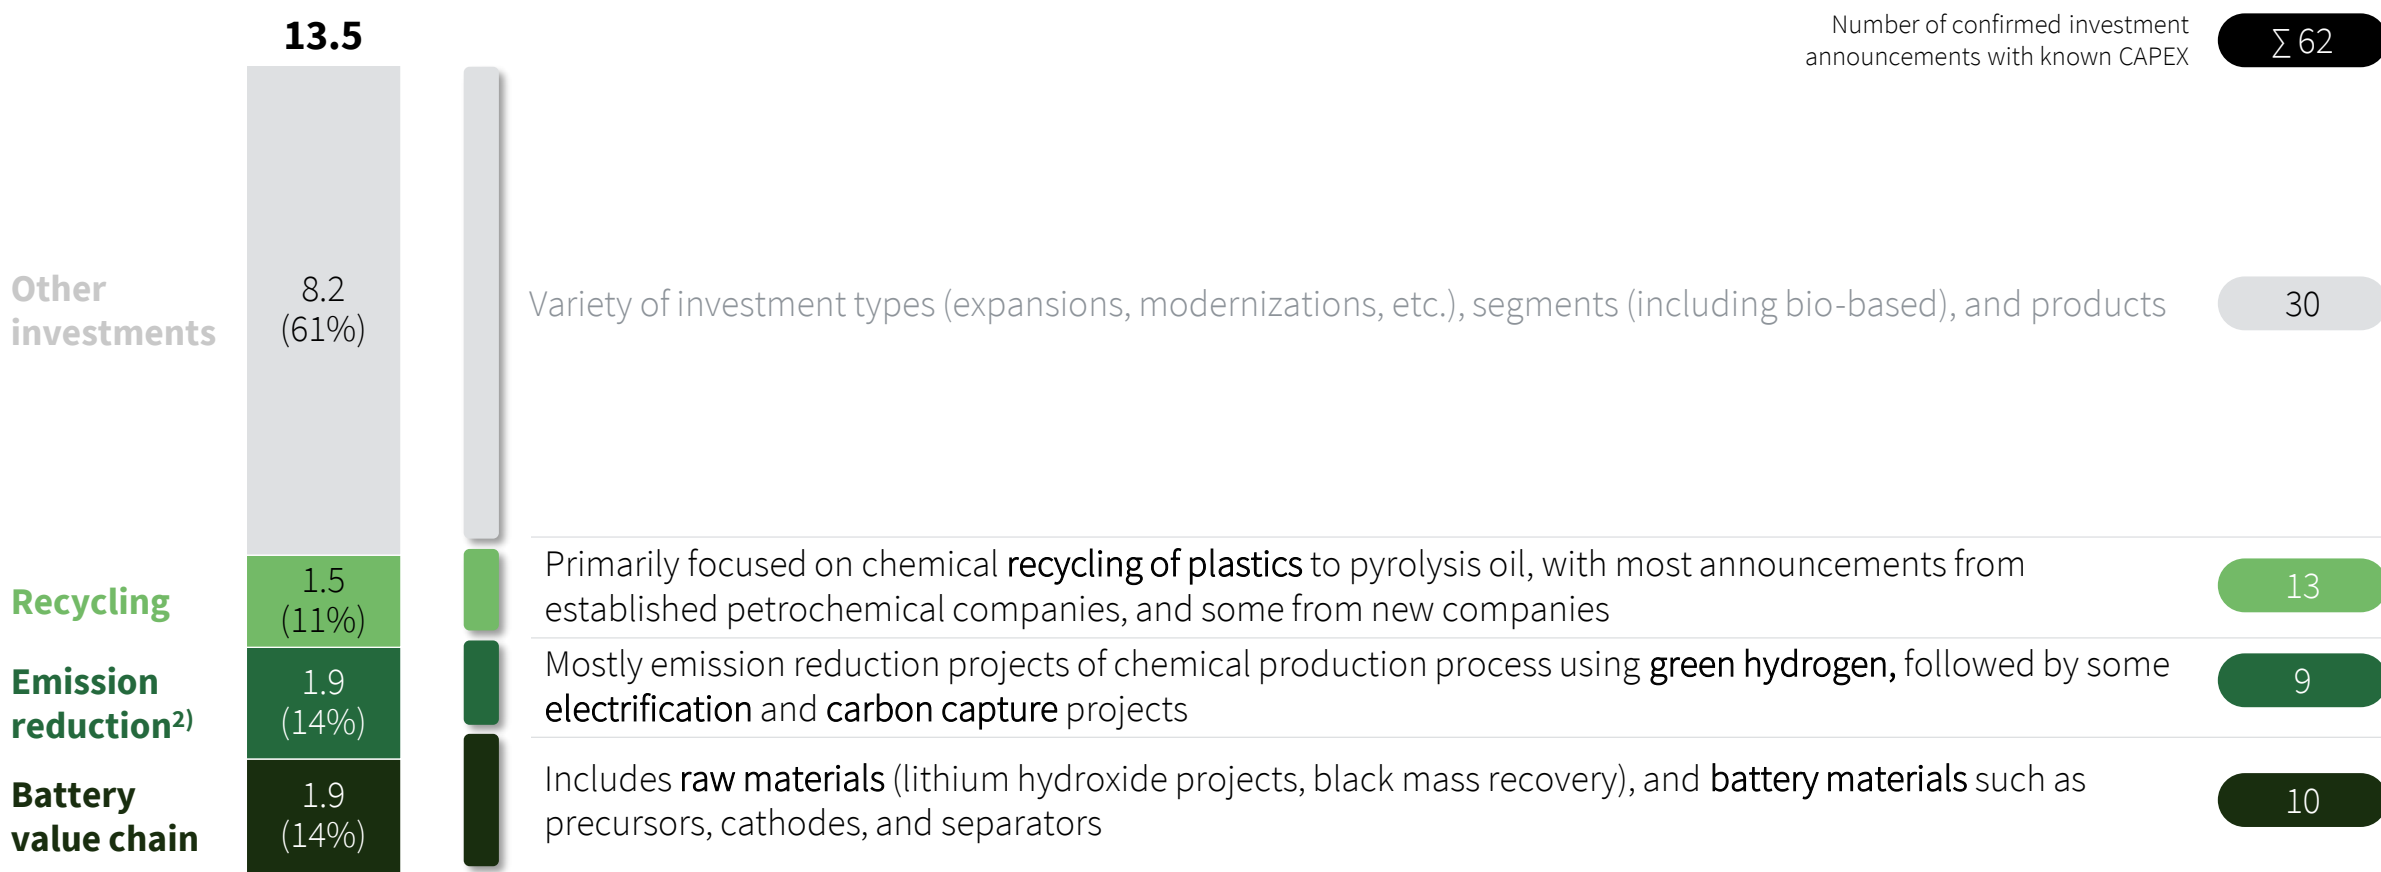 13.5
Number of confirmed investment
announcements with known CAPEX
∑ 62
Other
investments
8.2
(61%)
Variety of investment types (expansions, modernizations, etc.), segments (including bio-based), and products
30
Recycling
1.5
(11%)
Primarily focused on chemical recycling of plastics to pyrolysis oil, with most announcements from
established petrochemical companies, and some from new companies
13
Emission
reduction2)
1.9
(14%)
Mostly emission reduction projects of chemical production process using green hydrogen, followed by some
electrification and carbon capture projects
9
Battery
value chain
1.9
(14%)
Includes raw materials (lithium hydroxide projects, black mass recovery), and battery materials such as
precursors, cathodes, and separators
10